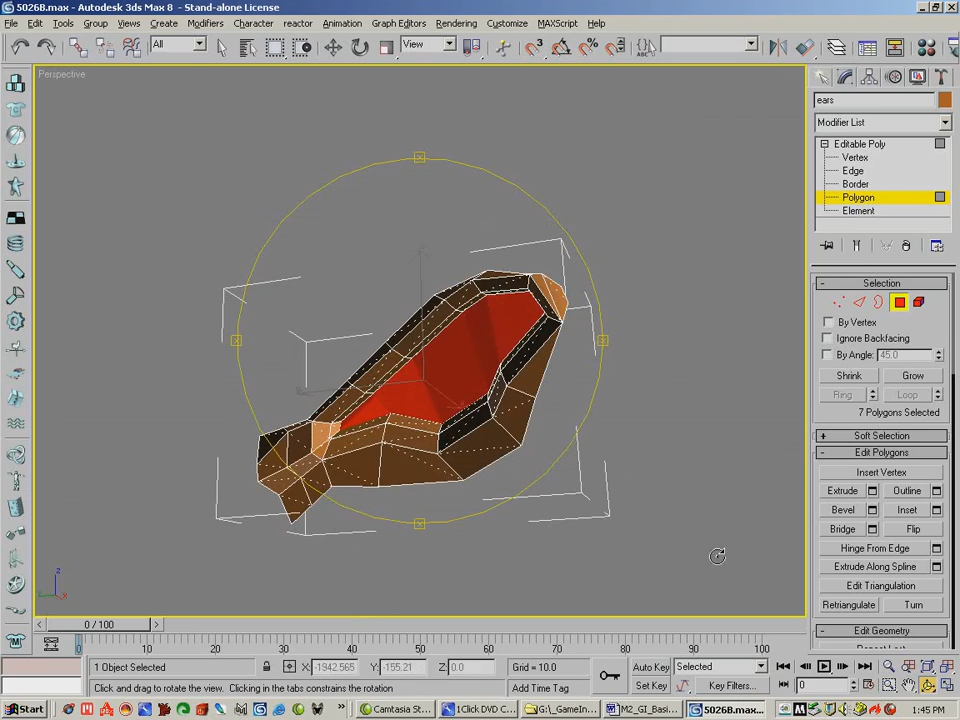 5026B.max - Autodesk 3ds Max 8 - Stand-alone License
File Edit Tools Group Views Create Modifiers Character reactor Animation Graph Editors Rendering Customize MAXScript Help
All View
Perspective
ears
Modifier List
Editable Poly
Vertex
Edge
Border
Polygon
Element
- Selection
By Vertex
Ignore Backfacing
By Angle: 45.0
Shrink Grow
Ring Loop
7 Polygons Selected
+ Soft Selection
- Edit Polygons
Insert Vertex
Extrude Outline
Bevel Inset
Bridge Flip
Hinge From Edge
Extrude Along Spline
Edit Triangulation
Retriangulate Turn
- Edit Geometry
z
x
0 / 100
0 10 20 30 40 50 60 70 80 90 100
1 Object Selected X: -1942.565 Y: -155.21 Z: 0.0 Grid = 10.0 Auto Key Selected
Click and drag to rotate the view. Clicking in the tabs constrains the rotation Add Time Tag Set Key Key Filters... 0
Start Camtasia St... 1Click DVD C... G:\_GameIn... M2_GI_Basi... 5026B.max... 1:45 PM